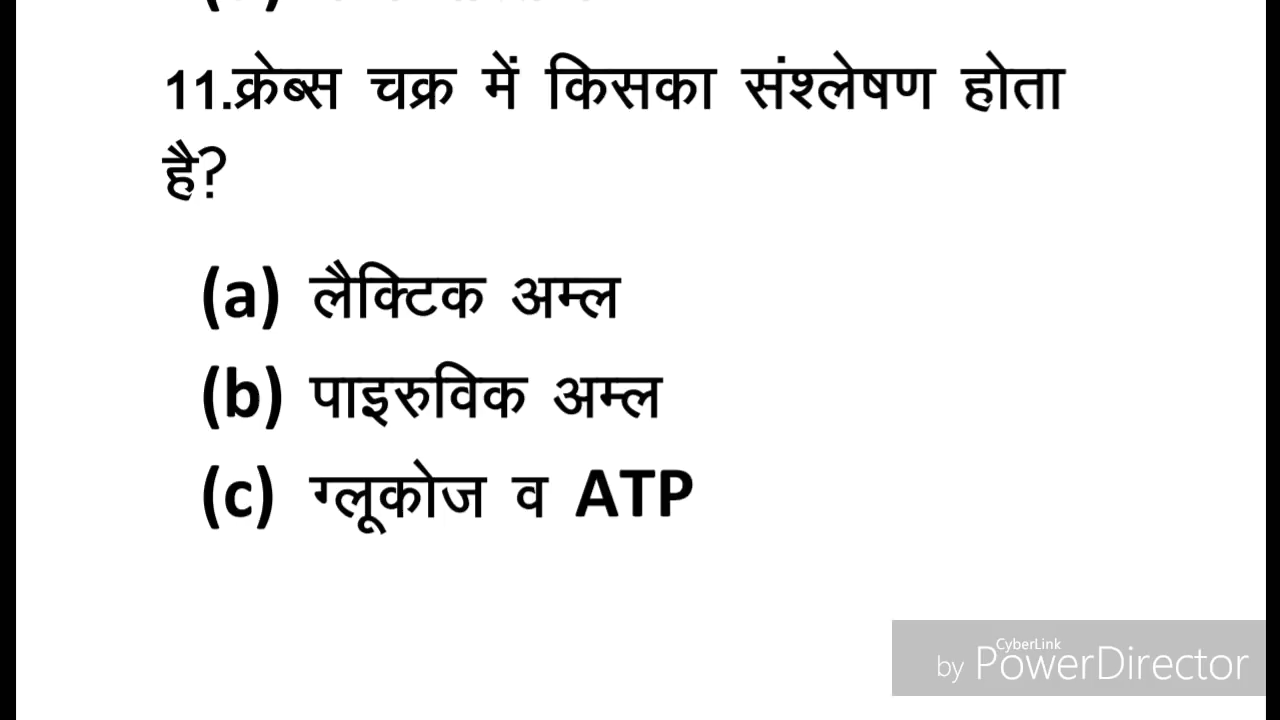 11.क्रेब्स चक्र में किसका संश्लेषण होता
है?
(a) लैक्टिक अम्ल
(b) पाइरुविक अम्ल
(c) ग्लूकोज व ATP
CyberLink
by PowerDirector